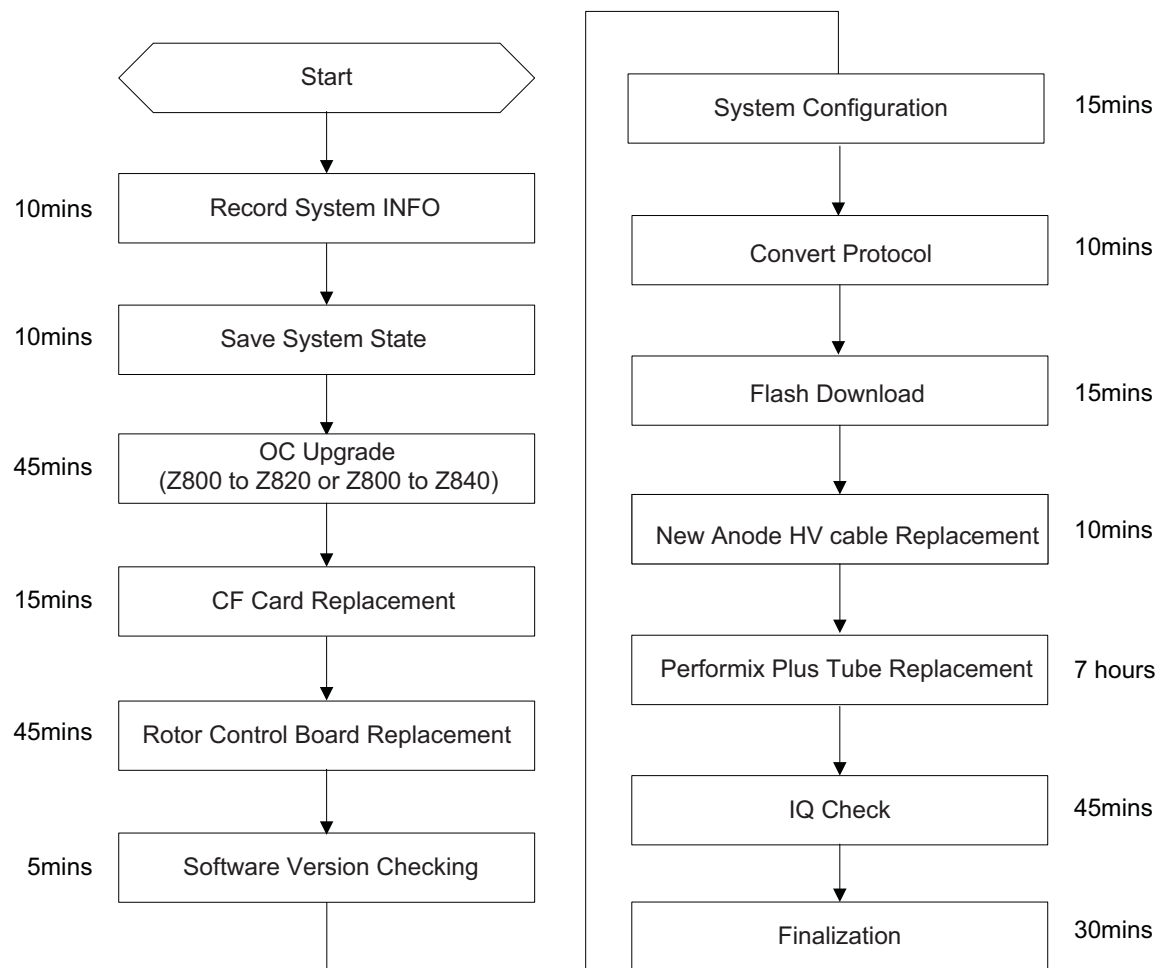 Start
10mins
Record System INFO
10mins
Save System State
45mins
OC Upgrade
(Z800 to Z820 or Z800 to Z840)
15mins
CF Card Replacement
45mins
Rotor Control Board Replacement
5mins
Software Version Checking
System Configuration
15mins
Convert Protocol
10mins
Flash Download
15mins
New Anode HV cable Replacement
10mins
Performix Plus Tube Replacement
7 hours
IQ Check
45mins
Finalization
30mins